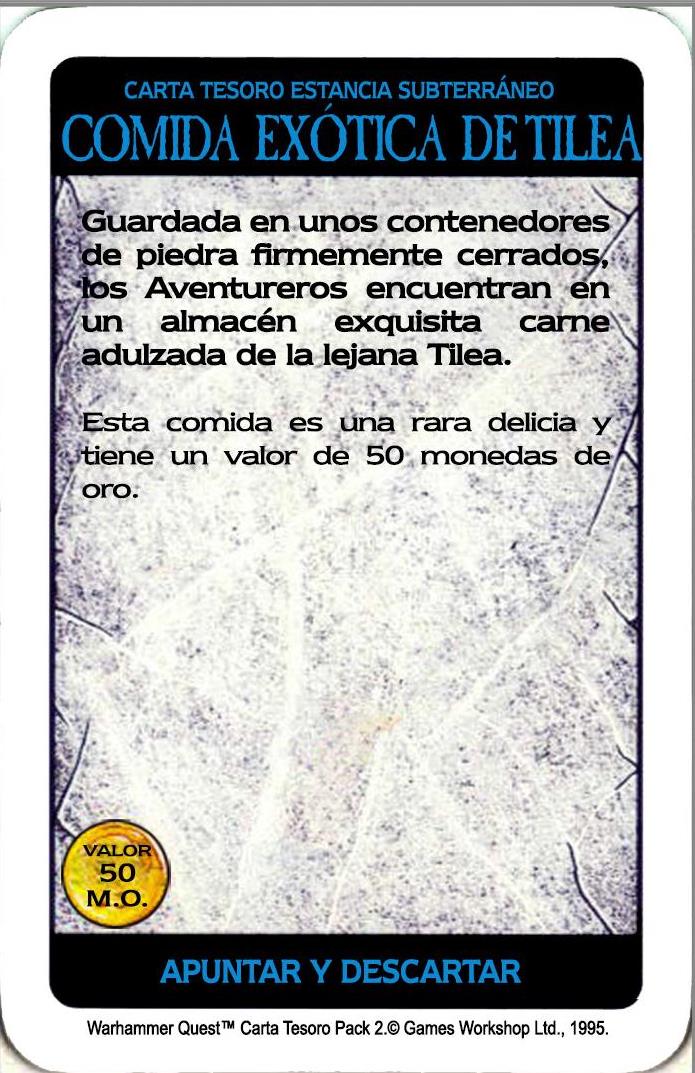 CARTA TESORO ESTANCIA SUBTERRÁNEO
COMIDA EXÓTICA DE TILEA
Guardada en unos contenedores
de piedra firmemente cerrados,
los Aventureros encuentran en
un almacén exquisita carne
adulzada de la lejana Tilea.
Esta comida es una rara delicia y
tiene un valor de 50 monedas de
oro.
VALOR
50
M.O.
APUNTAR Y DESCARTAR
Warhammer Quest™ Carta Tesoro Pack 2.© Games Workshop Ltd., 1995.